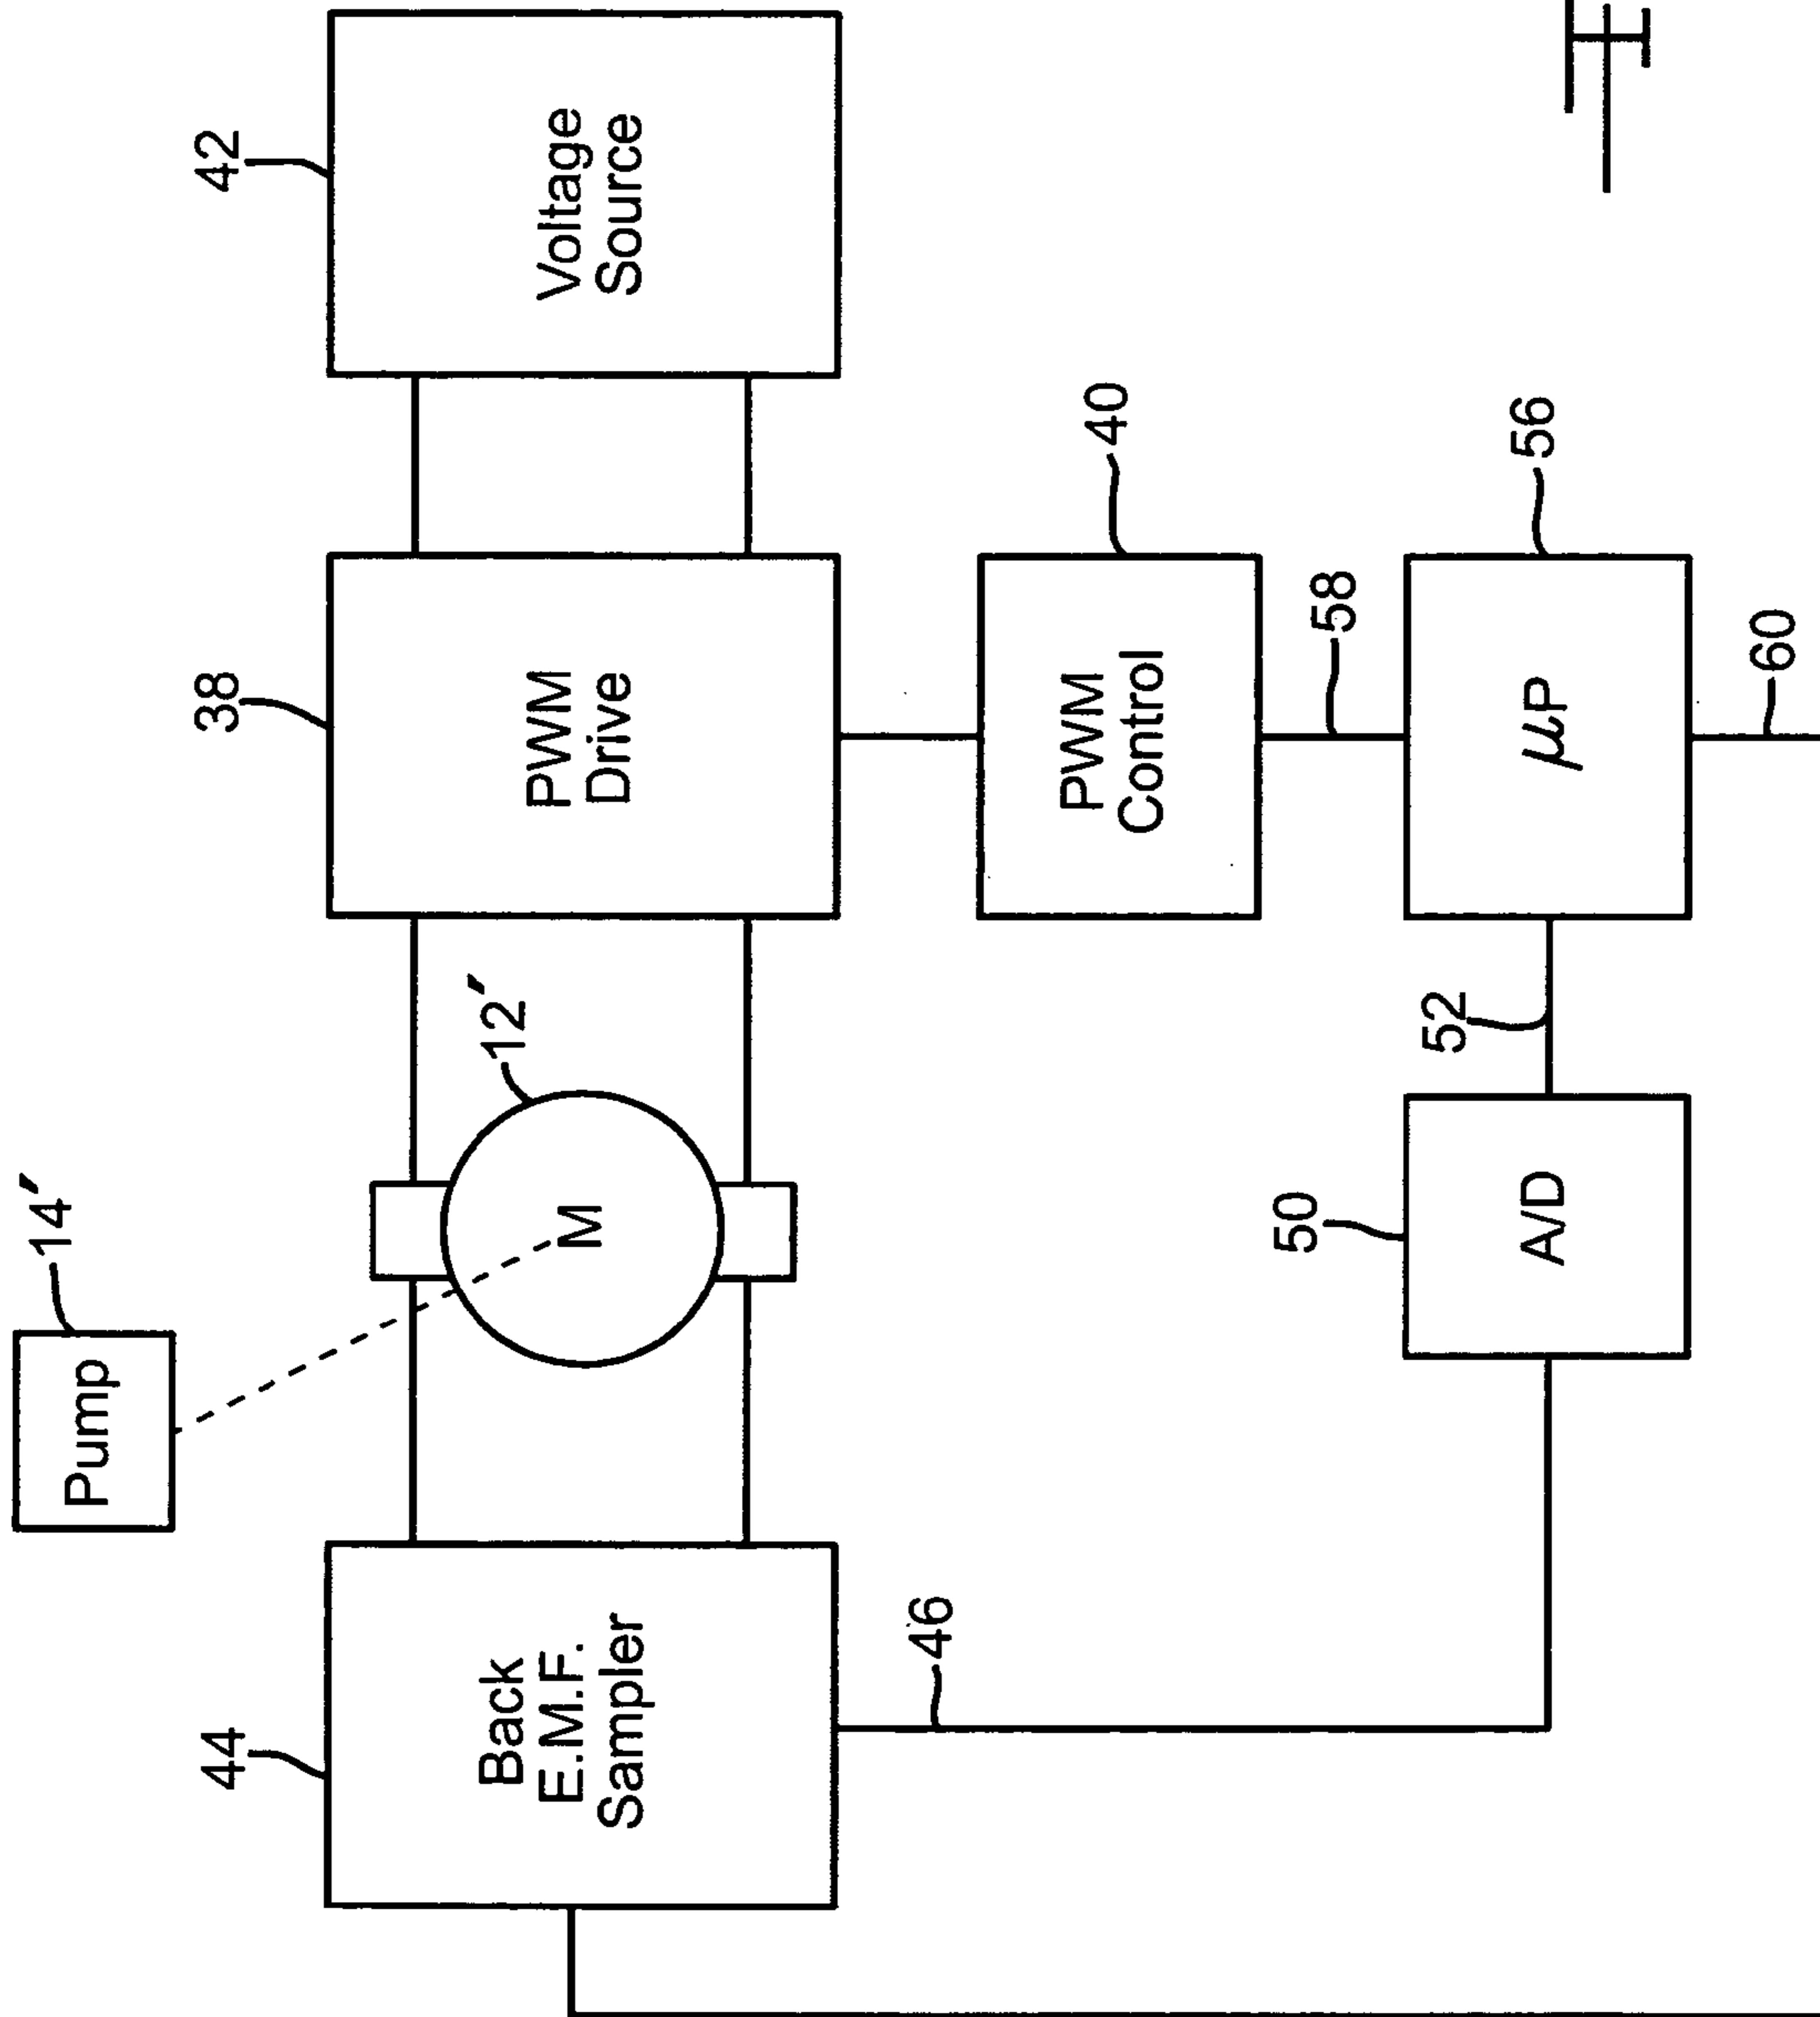 14′
Pump
44
Back
E.M.F.
Sampler
12′
M
38
PWM
Drive
42
Voltage
Source
46
40
PWM
Control
58
50
A/D
52
56
µP
60